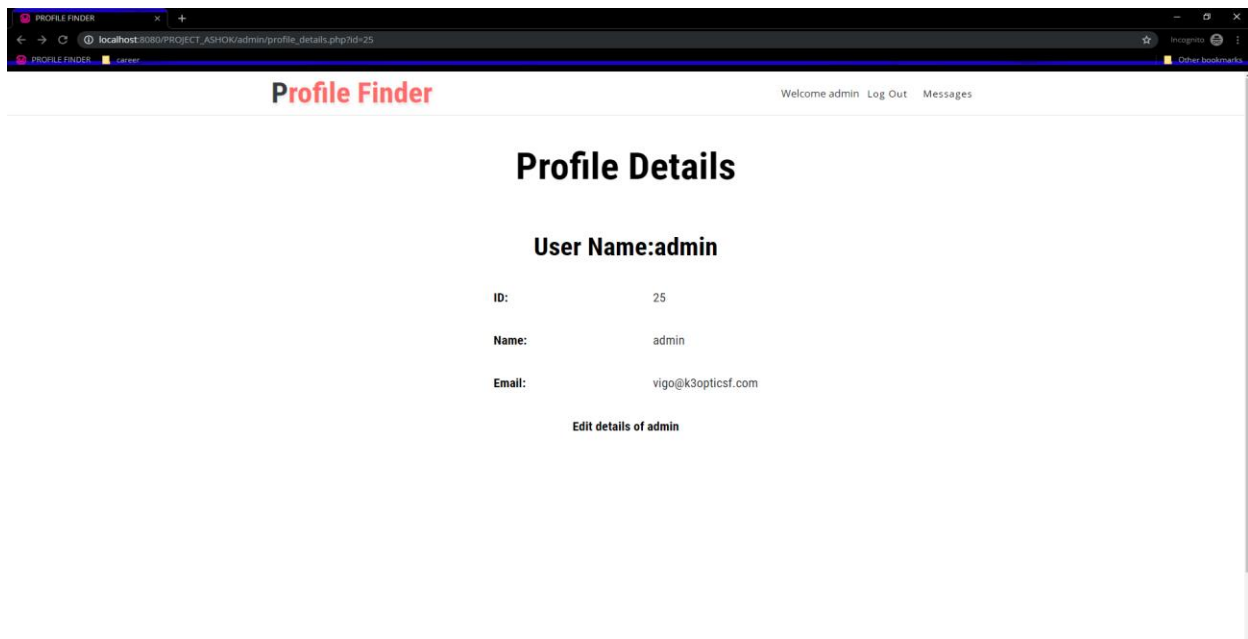 PROFILE FINDER × +
localhost:8080/PROJECT_ASHOK/admin/profile_details.php?id=25 Incognito
PROFILE FINDER career Other bookmarks
Profile Finder Welcome admin Log Out Messages
Profile Details
User Name:admin
ID: 25
Name: admin
Email: vigo@k3opticsf.com
Edit details of admin